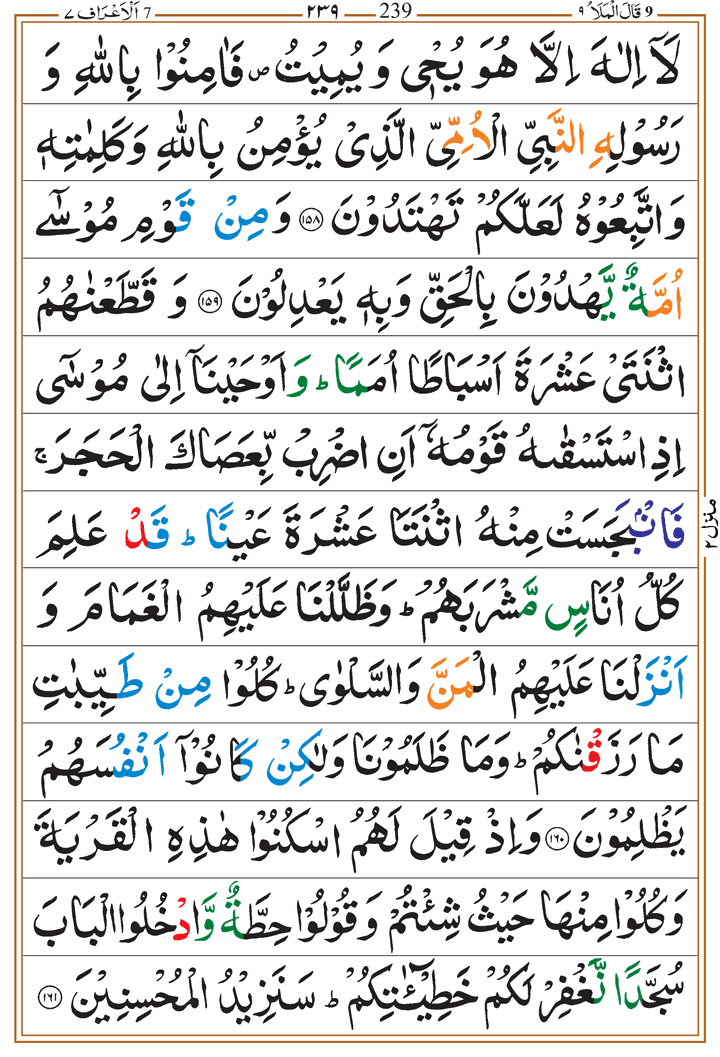 7 اَلْاَعْرَاف ٧ ٢٣٩ 239 9 قَالَ الْمَلَاُ ٩
لَاۤ اِلٰهَ اِلَّا هُوَ يُحْيٖ وَ يُمِيْتُ ۪ فَاٰمِنُوْا بِاللّٰهِ وَ
رَسُوْلِهِ النَّبِيِّ الْاُمِّيِّ الَّذِيْ يُؤْمِنُ بِاللّٰهِ وَكَلِمٰتِهٖ
وَاتَّبِعُوْهُ لَعَلَّكُمْ تَهْتَدُوْنَ ﴿١٥٨﴾ وَمِنْ قَوْمِ مُوْسٰۤى
اُمَّةٌ يَّهْدُوْنَ بِالْحَقِّ وَبِهٖ يَعْدِلُوْنَ ﴿١٥٩﴾ وَ قَطَّعْنٰهُمُ
اثْنَتَيْ عَشْرَةَ اَسْبَاطًا اُمَمًا ؕ وَاَوْحَيْنَاۤ اِلٰى مُوْسٰۤى
اِذِ اسْتَسْقٰىهُ قَوْمُهٗۤ اَنِ اضْرِبْ بِّعَصَاكَ الْحَجَرَ ۚ
فَانْۢبَجَسَتْ مِنْهُ اثْنَتَا عَشْرَةَ عَيْنًا ؕ قَدْ عَلِمَ
كُلُّ اُنَاسٍ مَّشْرَبَهُمْ ؕ وَظَلَّلْنَا عَلَيْهِمُ الْغَمَامَ وَ
اَنْزَلْنَا عَلَيْهِمُ الْمَنَّ وَالسَّلْوٰى ؕ كُلُوْا مِنْ طَيِّبٰتِ
مَا رَزَقْنٰكُمْ ؕ وَمَا ظَلَمُوْنَا وَلٰكِنْ كَانُوْۤا اَنْفُسَهُمْ
يَظْلِمُوْنَ ﴿١٦٠﴾ وَاِذْ قِيْلَ لَهُمُ اسْكُنُوْا هٰذِهِ الْقَرْيَةَ
وَكُلُوْا مِنْهَا حَيْثُ شِئْتُمْ وَقُوْلُوْا حِطَّةٌ وَّادْخُلُوا الْبَابَ
سُجَّدًا نَّغْفِرْ لَكُمْ خَطِيْٓـٰٔتِكُمْ ؕ سَنَزِيْدُ الْمُحْسِنِيْنَ ﴿١٦١﴾
منزل ٢